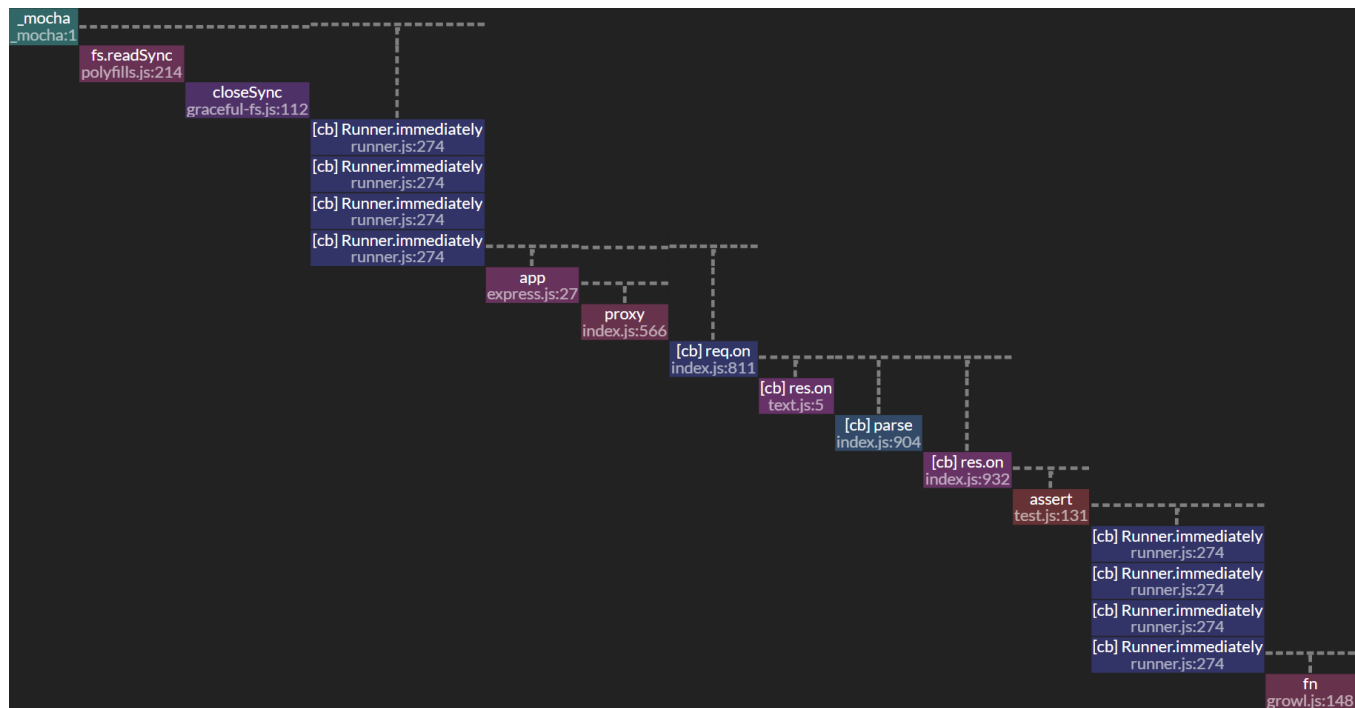 _mocha
_mocha:1
fs.readSync
polyfills.js:214
closeSync
graceful-fs.js:112
[cb] Runner.immediately
runner.js:274
[cb] Runner.immediately
runner.js:274
[cb] Runner.immediately
runner.js:274
[cb] Runner.immediately
runner.js:274
app
express.js:27
proxy
index.js:566
[cb] req.on
index.js:811
[cb] res.on
text.js:5
[cb] parse
index.js:904
[cb] res.on
index.js:932
assert
test.js:131
[cb] Runner.immediately
runner.js:274
[cb] Runner.immediately
runner.js:274
[cb] Runner.immediately
runner.js:274
[cb] Runner.immediately
runner.js:274
fn
growl.js:148